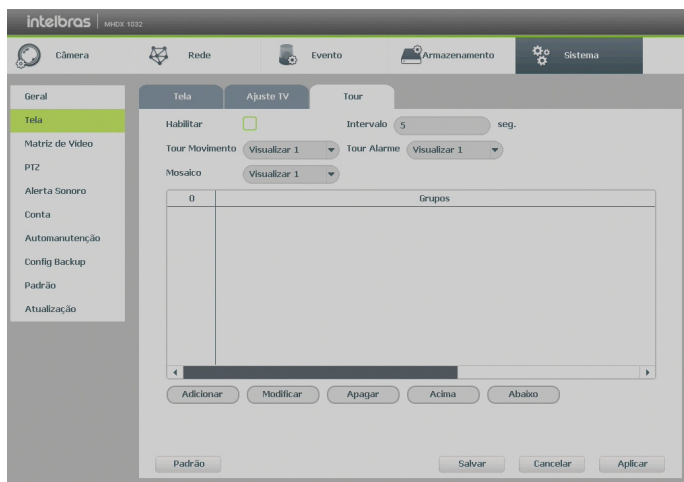 intelbras MHDX 1032
Câmera Rede Evento Armazenamento Sistema
Geral
Tela
Matriz de Video
PTZ
Alerta Sonoro
Conta
Automanutenção
Config Backup
Padrão
Atualização
Tela Ajuste TV Tour
Habilitar Intervalo 5 seg.
Tour Movimento Visualizar 1 Tour Alarme Visualizar 1
Mosaico Visualizar 1
0 Grupos
Adicionar Modificar Apagar Acima Abaixo
Padrão Salvar Cancelar Aplicar